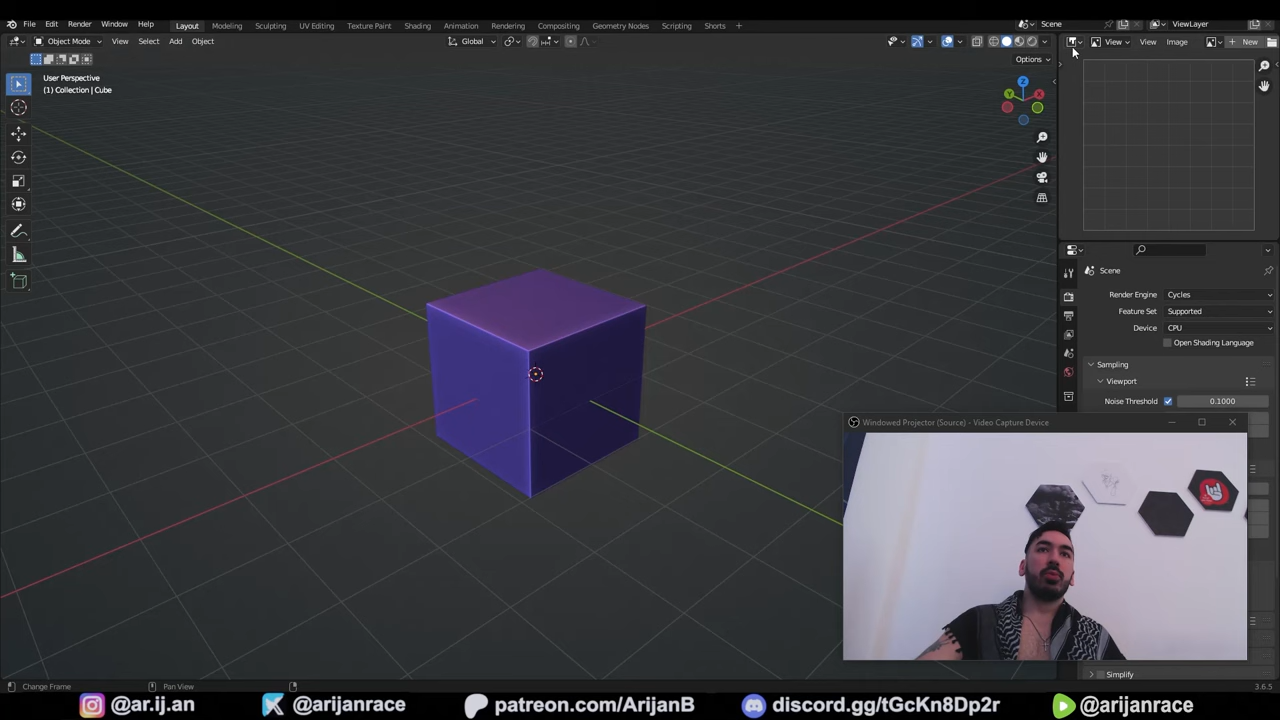 File Edit Render Window Help
Layout Modeling Sculpting UV Editing Texture Paint Shading Animation Rendering Compositing Geometry Nodes Scripting Shorts +
Scene
ViewLayer
Object Mode View Select Add Object
Global
View View Image
+ New
Options
User Perspective
(1) Collection | Cube
Z
Y
X
Scene
Render Engine Cycles
Feature Set Supported
Device CPU
Open Shading Language
Sampling
Viewport
Noise Threshold 0.1000
Windowed Projector (Source) - Video Capture Device
Simplify
Change Frame Pan View
3.6.5
@ar.ij.an @arijanrace patreon.com/ArijanB discord.gg/tGcKn8Dp2r @arijanrace